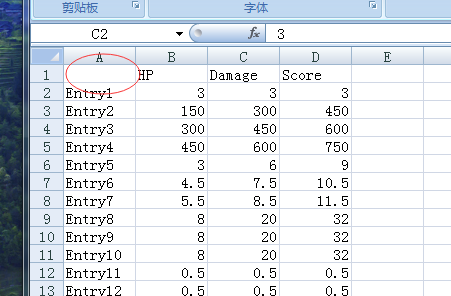 剪贴板 字体
C2 fx 3
A B C D E
1 HP Damage Score
2 Entry1 3 3 3
3 Entry2 150 300 450
4 Entry3 300 450 600
5 Entry4 450 600 750
6 Entry5 3 6 9
7 Entry6 4.5 7.5 10.5
8 Entry7 5.5 8.5 11.5
9 Entry8 8 20 32
10 Entry9 8 20 32
11 Entry10 8 20 32
12 Entry11 0.5 0.5 0.5
13 Entry12 0.5 0.5 0.5